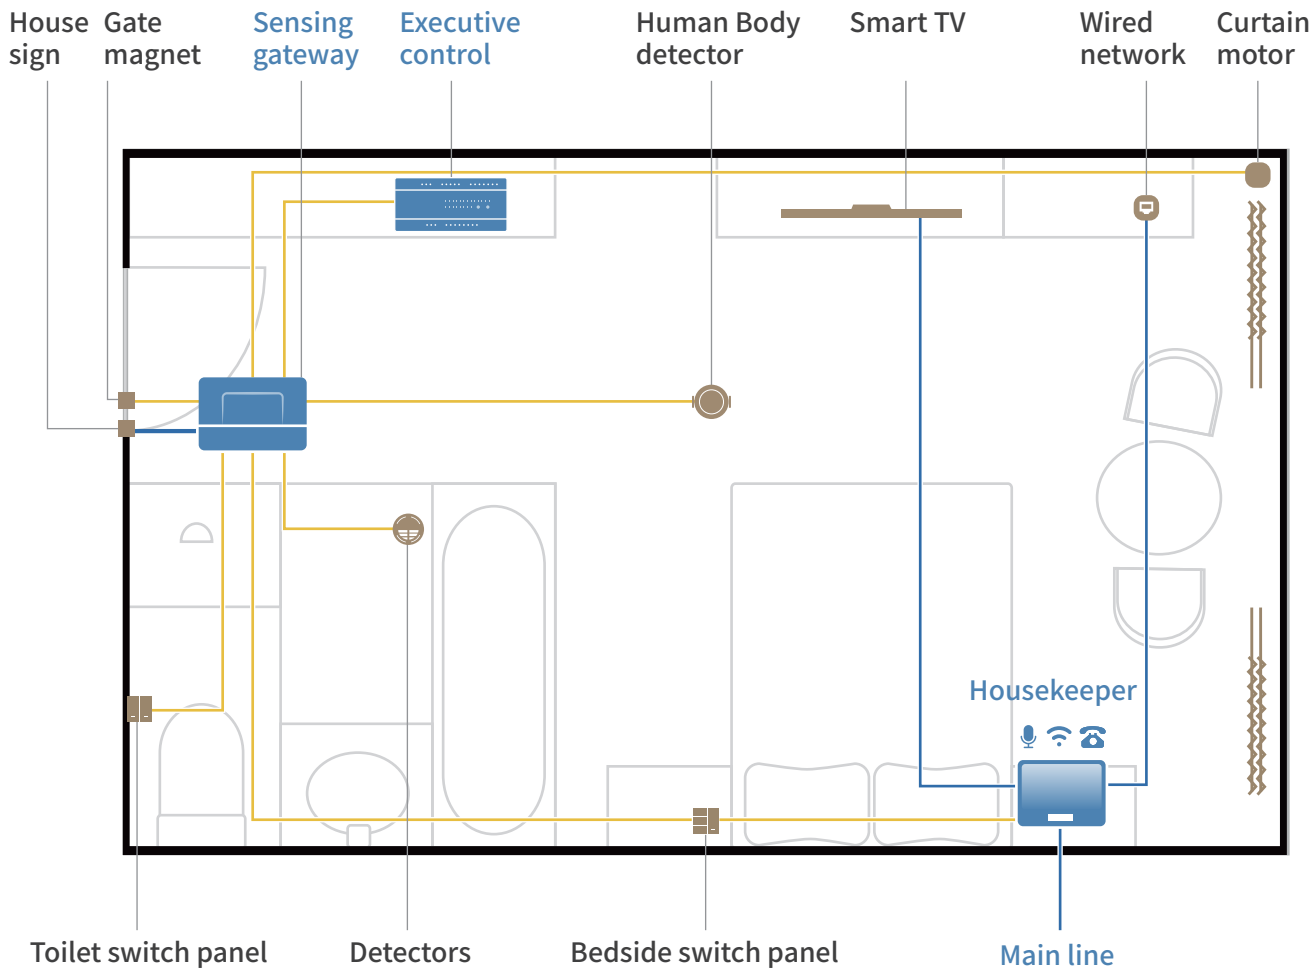 House sign
Gate magnet
Sensing gateway
Executive control
Human Body detector
Smart TV
Wired network
Curtain motor
Housekeeper
Toilet switch panel
Detectors
Bedside switch panel
Main line